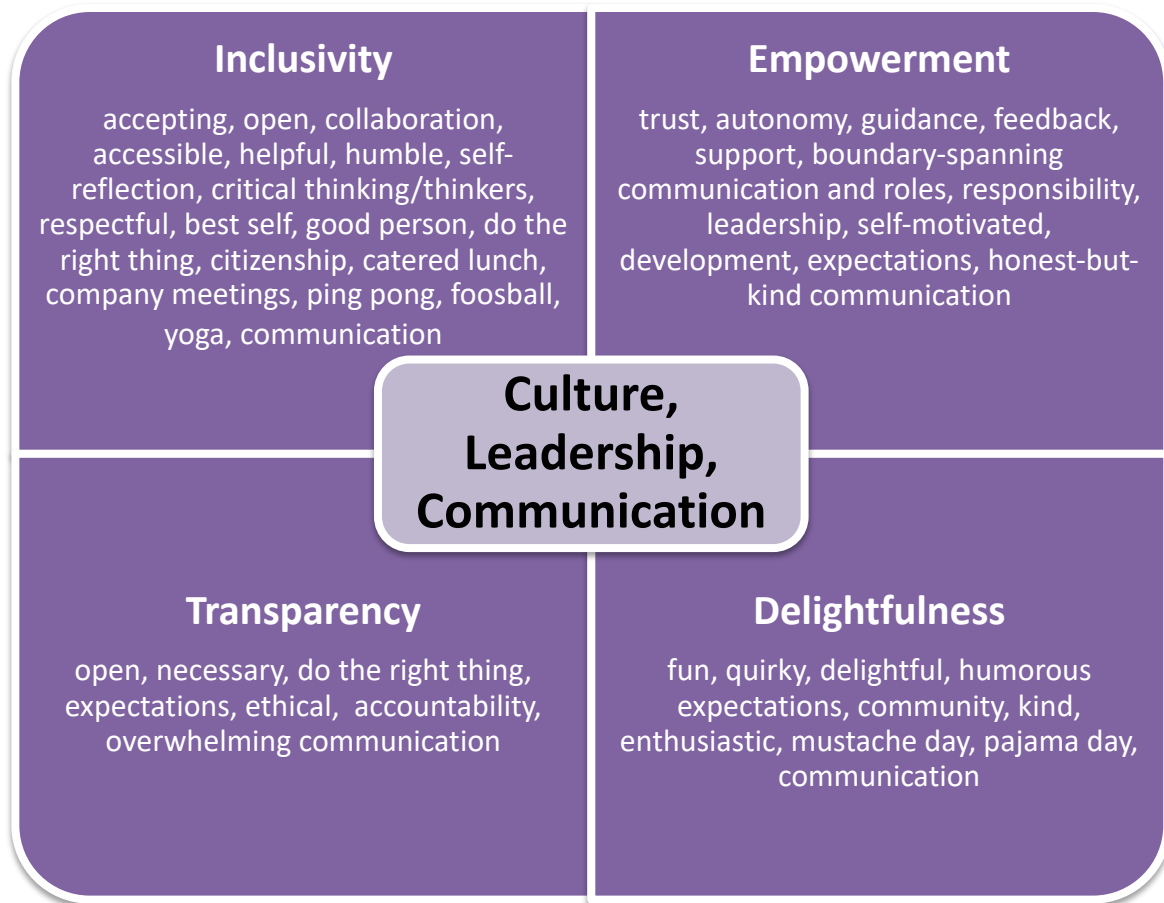 Inclusivity
accepting, open, collaboration,
accessible, helpful, humble, self-
reflection, critical thinking/thinkers,
respectful, best self, good person, do the
right thing, citizenship, catered lunch,
company meetings, ping pong, foosball,
yoga, communication
Empowerment
trust, autonomy, guidance, feedback,
support, boundary-spanning
communication and roles, responsibility,
leadership, self-motivated,
development, expectations, honest-but-
kind communication
Culture,
Leadership,
Communication
Transparency
open, necessary, do the right thing,
expectations, ethical,  accountability,
overwhelming communication
Delightfulness
fun, quirky, delightful, humorous
expectations, community, kind,
enthusiastic, mustache day, pajama day,
communication